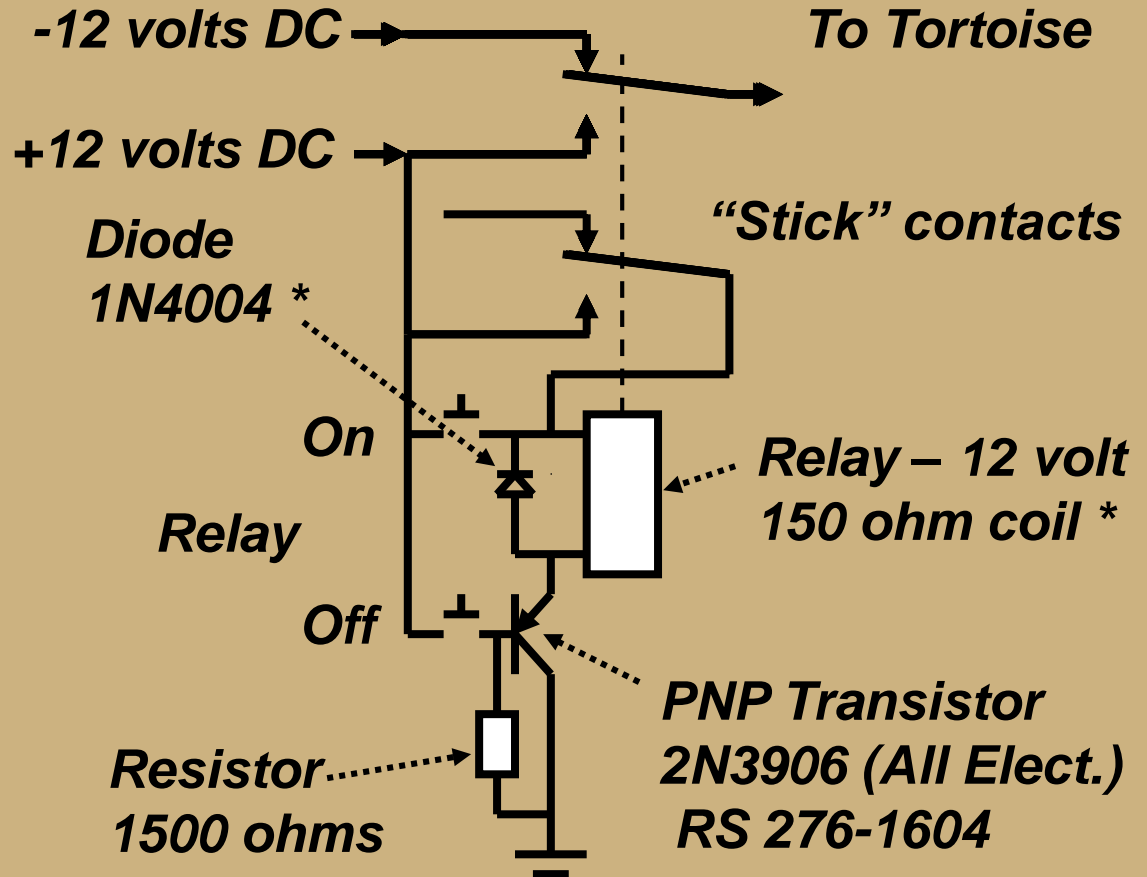 -12 volts DC
To Tortoise
+12 volts DC
“Stick” contacts
Diode
1N4004 *
On
Relay – 12 volt
150 ohm coil *
Relay
Off
PNP Transistor
2N3906 (All Elect.)
RS 276-1604
Resistor
1500 ohms